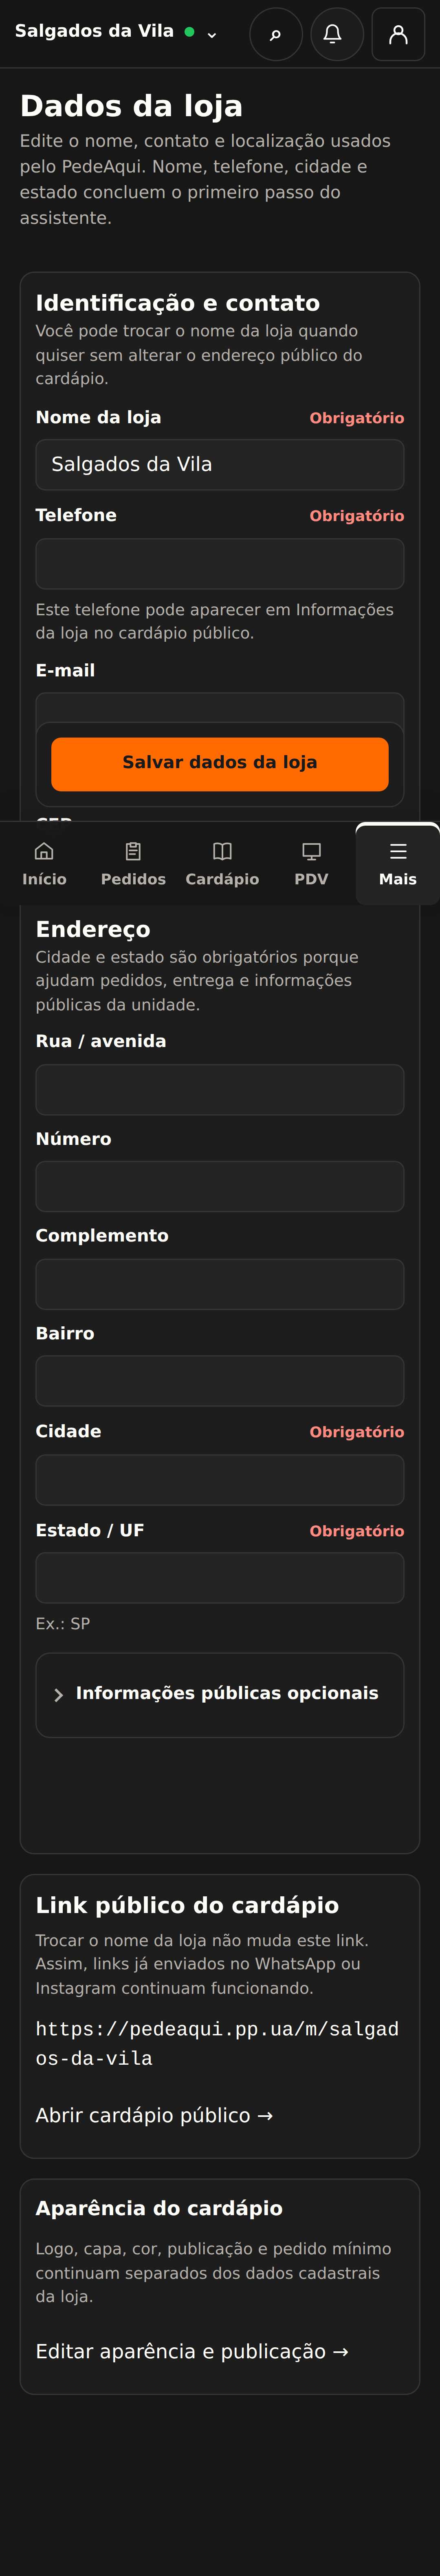 Salgados da Vila
Dados da loja
Edite o nome, contato e localização usados
pelo PedeAqui. Nome, telefone, cidade e
estado concluem o primeiro passo do
assistente.
Identificação e contato
Você pode trocar o nome da loja quando
quiser sem alterar o endereço público do
cardápio.
Nome da loja Obrigatório
Salgados da Vila
Telefone Obrigatório
Este telefone pode aparecer em Informações
da loja no cardápio público.
E-mail
Salvar dados da loja
CEP
Início Pedidos Cardápio PDV Mais
Endereço
Cidade e estado são obrigatórios porque
ajudam pedidos, entrega e informações
públicas da unidade.
Rua / avenida
Número
Complemento
Bairro
Cidade Obrigatório
Estado / UF Obrigatório
Ex.: SP
Informações públicas opcionais
Link público do cardápio
Trocar o nome da loja não muda este link.
Assim, links já enviados no WhatsApp ou
Instagram continuam funcionando.
https://pedeaqui.pp.ua/m/salgad
os-da-vila
Abrir cardápio público →
Aparência do cardápio
Logo, capa, cor, publicação e pedido mínimo
continuam separados dos dados cadastrais
da loja.
Editar aparência e publicação →